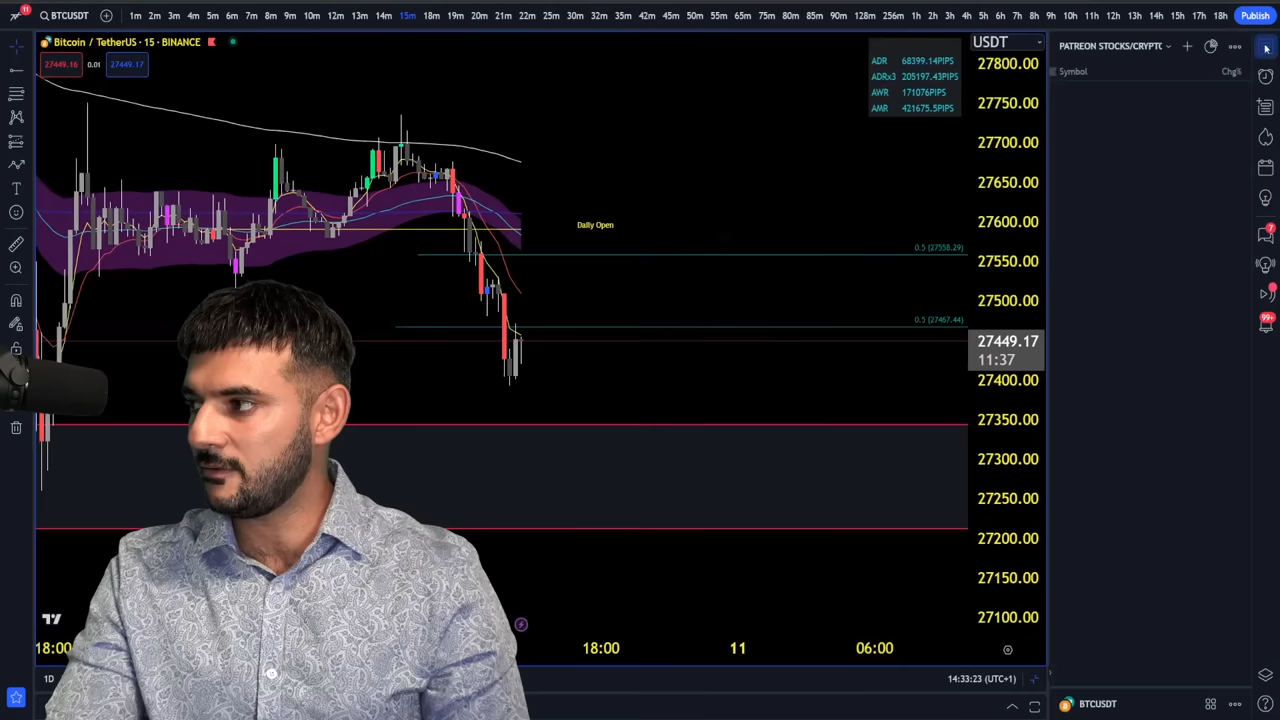 11
BTCUSDT
1m 2m 3m 4m 5m 6m 7m 8m 9m 10m 11m 12m 13m 14m 15m 18m 19m 20m 21m 22m 25m 30m 32m 35m 42m 45m 50m 55m 65m 75m 90m 128m 256m 1h 2h 3h 4h 5h 6h 7h 8h 9h 10h 11h 12h 13h 14h 15h 16h 17h 18h
Publish
Bitcoin / TetherUS · 15 · BINANCE
27449.16 0.01 27449.17
ADR 68399.14PIPS
ADRx3 205197.43PIPS
AWR 171076PIPS
AMR 421675.5PIPS
USDT
27800.00
27750.00
27700.00
27650.00
27600.00
27550.00
27500.00
27449.17
11:37
27400.00
27350.00
27300.00
27250.00
27200.00
27150.00
27100.00
Daily Open
0.5 (27558.29)
0.5 (27467.44)
18:00 18:00 11 06:00
1D
14:33:23 (UTC+1)
PATREON STOCKS/CRYPTO
Symbol Chg%
7
99+
BTCUSDT